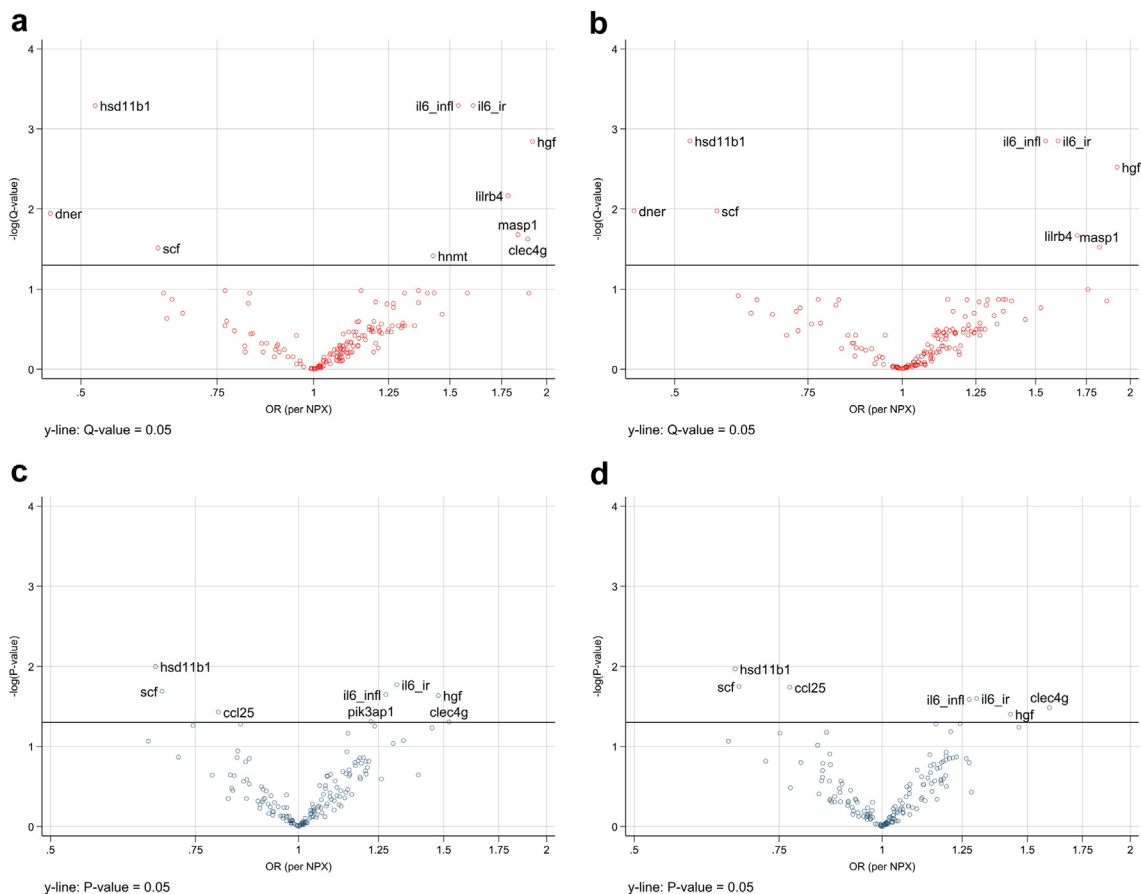 a
4
3
2
1
0
-log(Q-value)
hsd11b1
il6_infl
il6_ir
hgf
lilrb4
dner
masp1
clec4g
scf
hnmt
.5
.75
1
1.25
1.5
1.75
2
OR (per NPX)
y-line: Q-value = 0.05
b
4
3
2
1
0
-log(Q-value)
hsd11b1
il6_infl
il6_ir
hgf
dner
scf
lilrb4
masp1
.5
.75
1
1.25
1.5
1.75
2
OR (per NPX)
y-line: Q-value = 0.05
c
4
3
2
1
0
-log(P-value)
hsd11b1
scf
il6_ir
il6_infl
hgf
ccl25
pik3ap1
clec4g
.5
.75
1
1.25
1.5
1.75
2
OR (per NPX)
y-line: P-value = 0.05
d
4
3
2
1
0
-log(P-value)
hsd11b1
scf
ccl25
il6_infl
il6_ir
clec4g
hgf
.5
.75
1
1.25
1.5
1.75
2
OR (per NPX)
y-line: P-value = 0.05